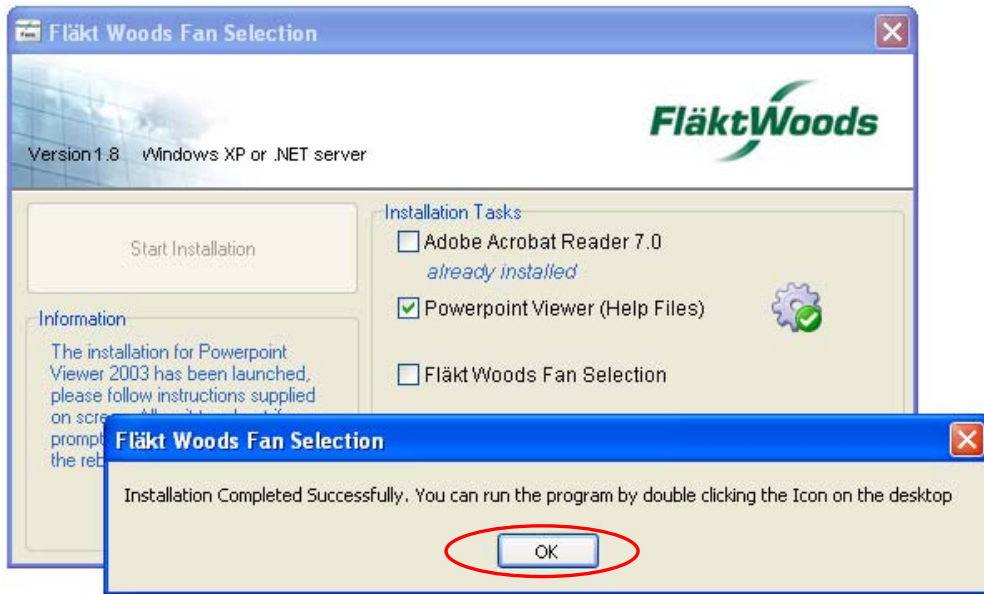 Fläkt Woods Fan Selection
FläktWoods
Version 1.8 Windows XP or .NET server
Start Installation
Installation Tasks
Adobe Acrobat Reader 7.0
already installed
Powerpoint Viewer (Help Files)
Fläkt Woods Fan Selection
Information
The installation for Powerpoint
Viewer 2003 has been launched,
please follow instructions supplied
on
prompt
the
Fläkt Woods Fan Selection
Installation Completed Successfully. You can run the program by double clicking the Icon on the desktop
OK